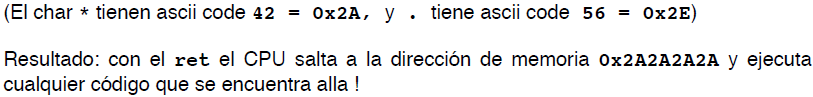 (El char * tienen ascii code 42 = 0x2A, y . tiene ascii code 56 = 0x2E)
Resultado: con el ret el CPU salta a la dirección de memoria 0x2A2A2A2A y ejecuta
cualquier código que se encuentra alla !